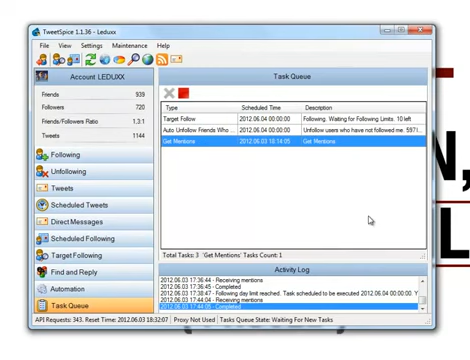 TweetSpice 1.1.36 - Leduxx
File View Settings Maintenance Help
Account LEDUXX
Friends 939
Followers 720
Friends/Followers Ratio 1.3:1
Tweets 1144
Following
Unfollowing
Tweets
Scheduled Tweets
Direct Messages
Scheduled Following
Target Following
Find and Reply
Automation
Task Queue
Task Queue
Type Scheduled Time Description
Target Follow 2012.06.04 00:00:00 Following. Waiting for Following Limits. 10 left
Auto Unfollow Friends Who ... 2012.06.04 00:00:00 Unfollow users who have not followed me. 5971...
Get Mentions 2012.06.03 18:14:05 Get Mentions
Total Tasks: 3 'Get Mentions' Tasks Count: 1
Activity Log
2012.06.03 17:36:44 - Receiving mentions
2012.06.03 17:36:45 - Completed
2012.06.03 17:38:47 - Following day limit reached. Task scheduled to be executed 2012.06.04 00:00:00. Y
2012.06.03 17:44:04 - Receiving mentions
2012.06.03 17:44:05 - Completed
API Requests: 343. Reset Time: 2012.06.03 18:32:07 Proxy Not Used Tasks Queue State: Waiting For New Tasks
N,
L